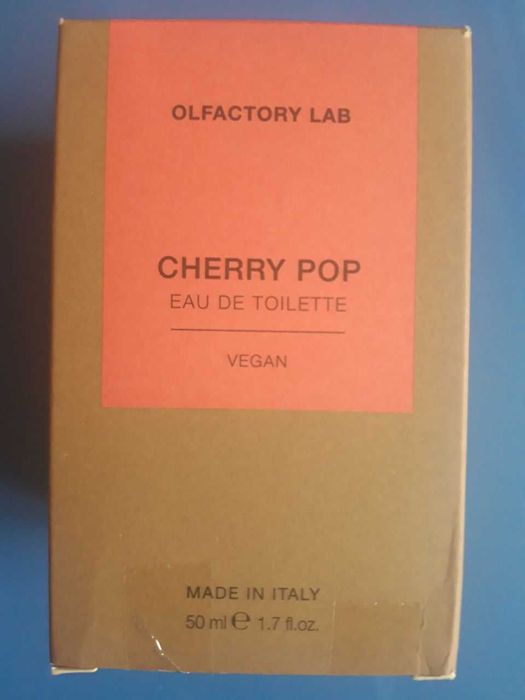 OLFACTORY LAB
CHERRY POP
EAU DE TOILETTE
VEGAN
MADE IN ITALY
50 ml ℮ 1.7 fl.oz.